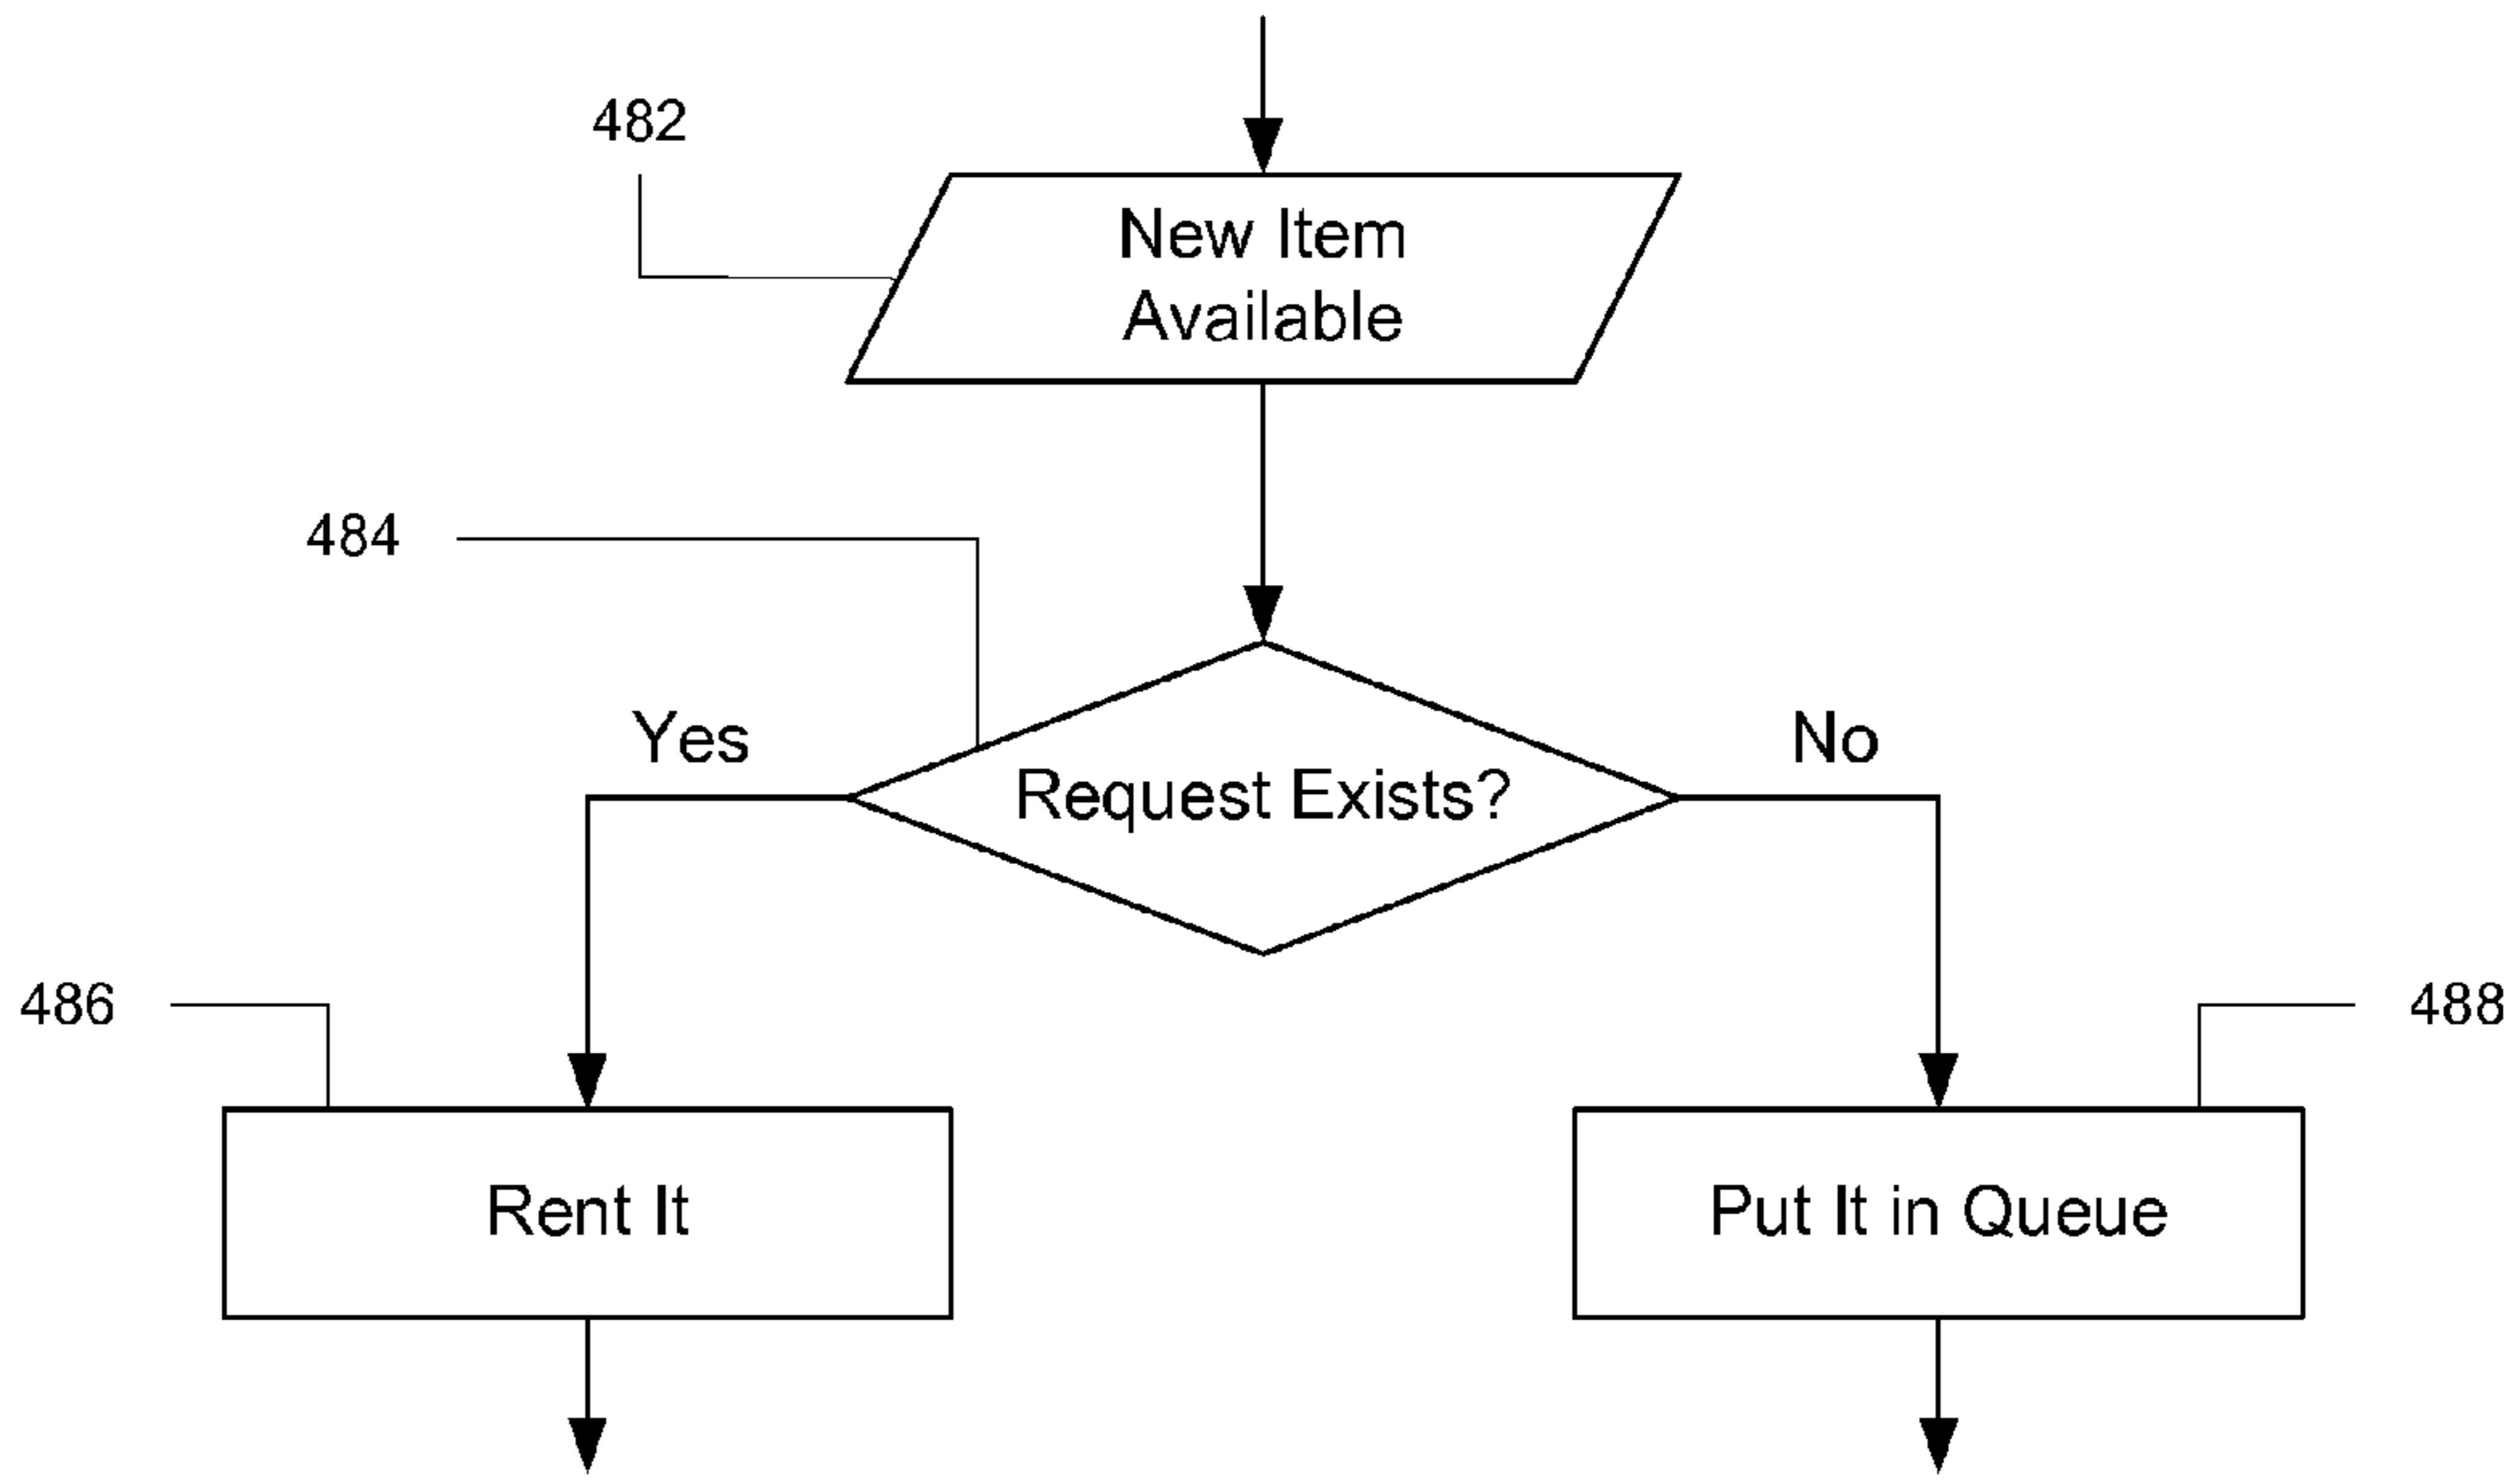 482
New Item
Available
484
Yes
No
Request Exists?
486
488
Rent It
Put It in Queue